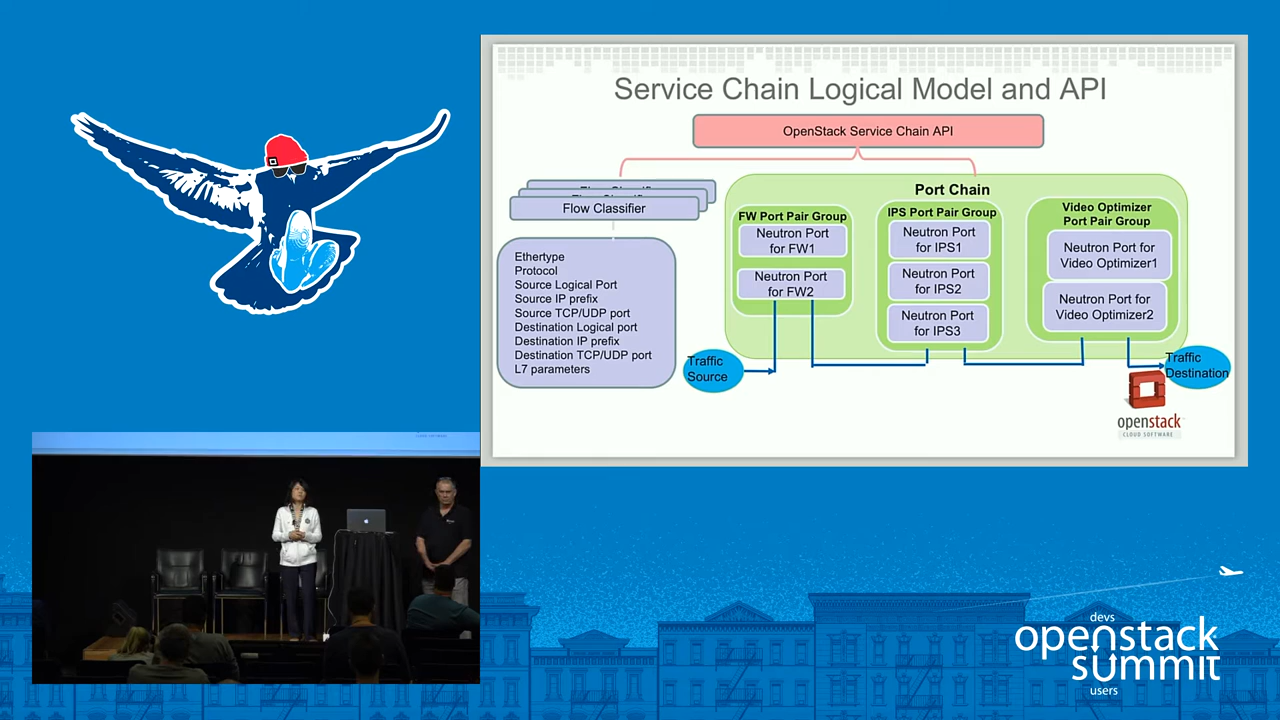 Service Chain Logical Model and API
OpenStack Service Chain API
Flow Classifier
Ethertype
Protocol
Source Logical Port
Source IP prefix
Source TCP/UDP port
Destination Logical port
Destination IP prefix
Destination TCP/UDP port
L7 parameters
Port Chain
FW Port Pair Group
Neutron Port
for FW1
Neutron Port
for FW2
IPS Port Pair Group
Neutron Port
for IPS1
Neutron Port
for IPS2
Neutron Port
for IPS3
Video Optimizer
Port Pair Group
Neutron Port for
Video Optimizer1
Neutron Port for
Video Optimizer2
Traffic
Source
Traffic
Destination
openstack
CLOUD SOFTWARE
devs
openstack
summit
users